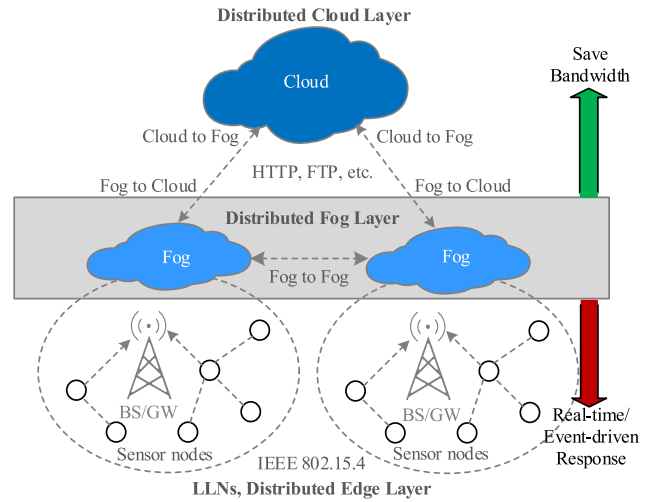 Distributed Cloud Layer
Save
Bandwidth
Cloud
Cloud to Fog
Cloud to Fog
HTTP, FTP, etc.
Fog to Cloud
Fog to Cloud
Distributed Fog Layer
Fog
Fog
Fog to Fog
BS/GW
BS/GW
Sensor nodes
Sensor nodes
Real-time/
Event-driven
Response
IEEE 802.15.4
LLNs, Distributed Edge Layer